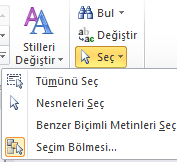 Stilleri
Değiştir
Bul
Değiştir
Seç
Tümünü Seç
Nesneleri Seç
Benzer Biçimli Metinleri Seç
Seçim Bölmesi...